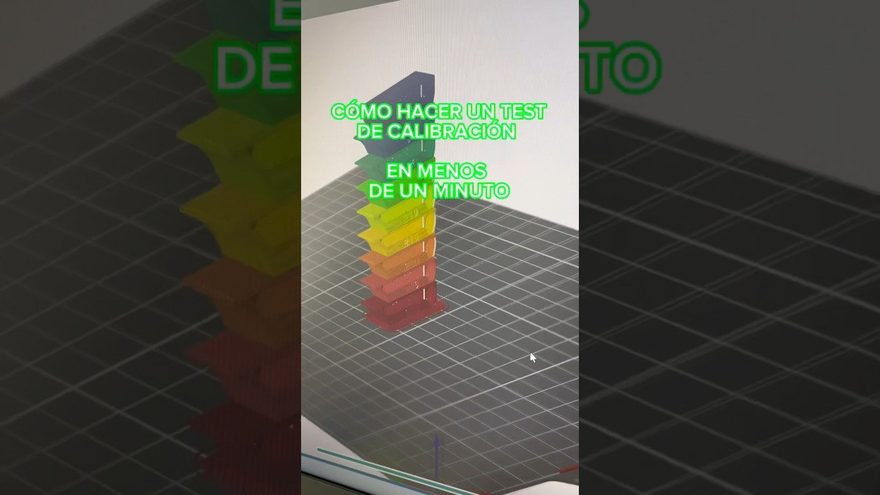 CÓMO HACER UN TEST
DE CALIBRACIÓN
EN MENOS
DE UN MINUTO